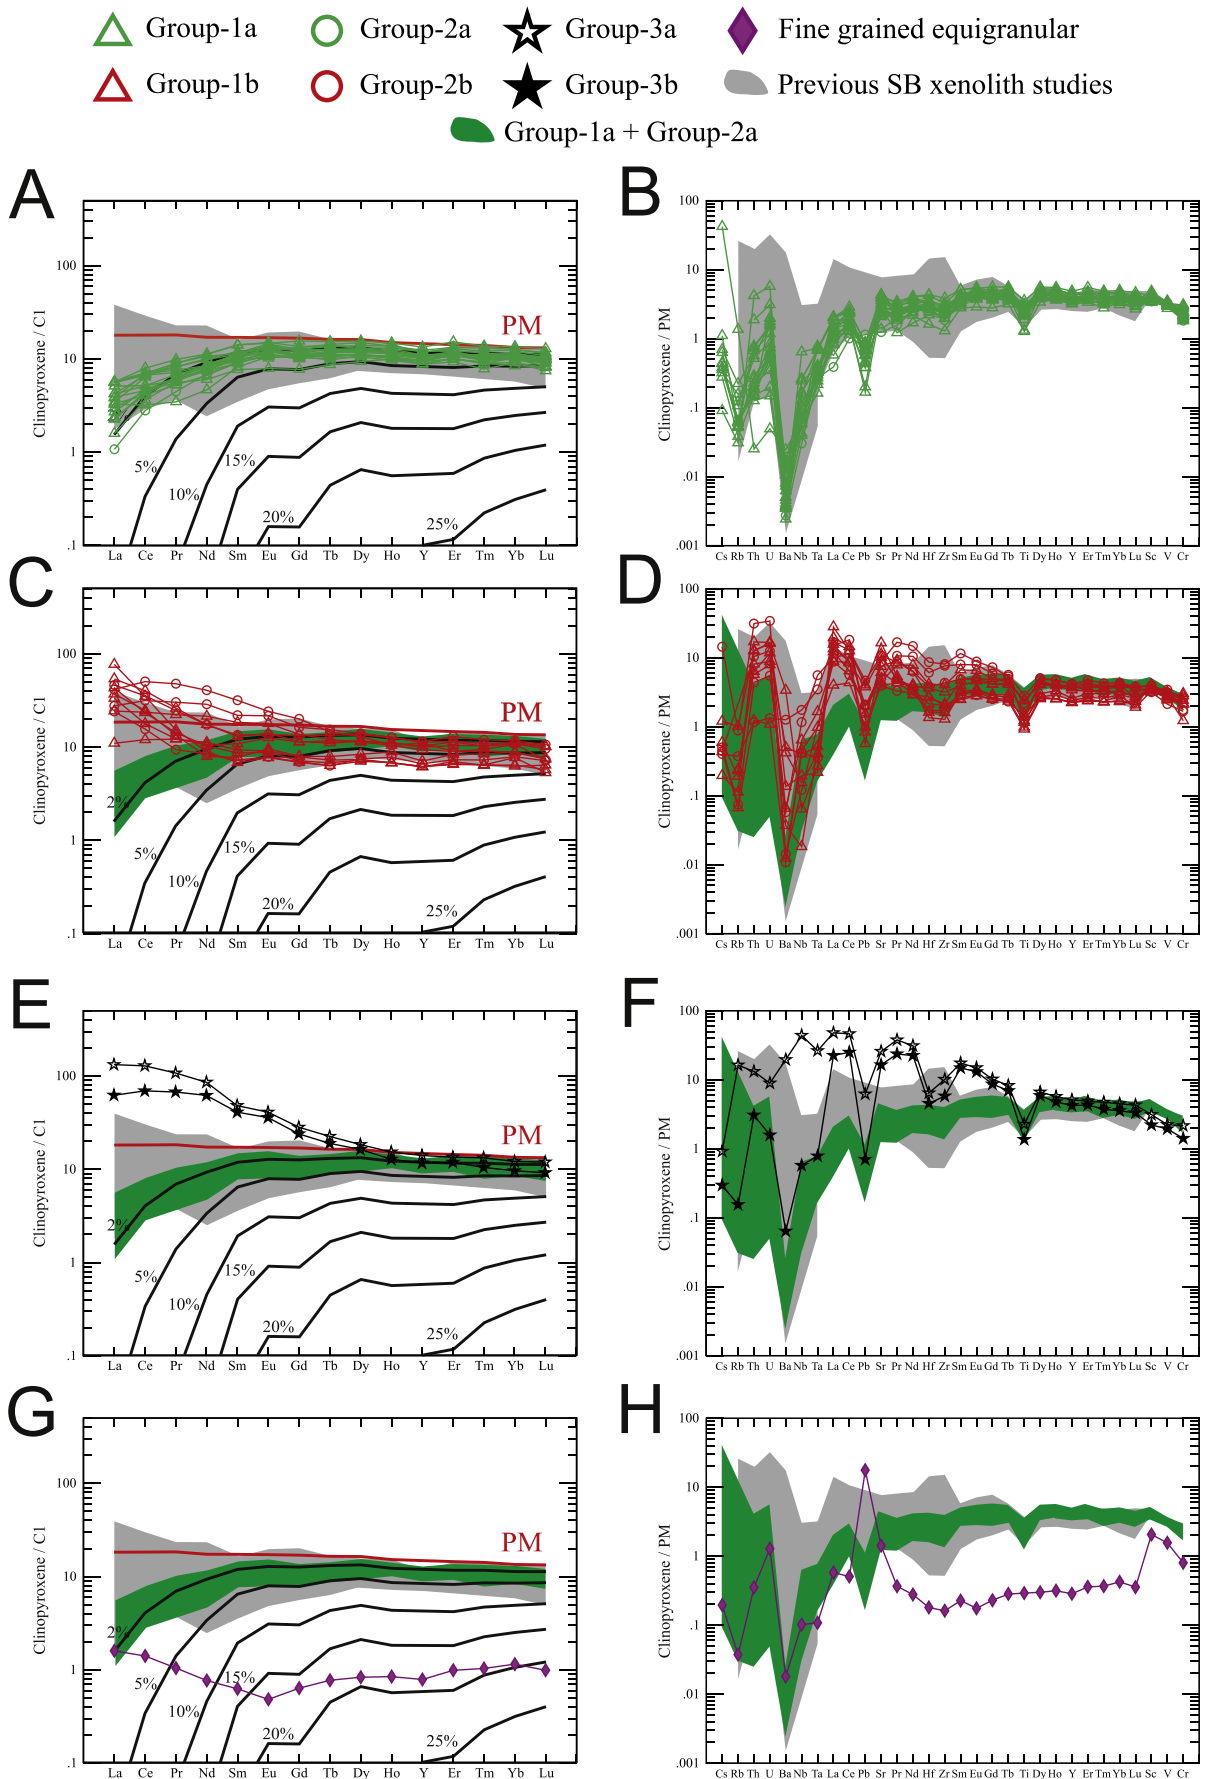 Group-1a Group-2a Group-3a Fine grained equigranular
Group-1b Group-2b Group-3b Previous SB xenolith studies
Group-1a + Group-2a
A
Clinopyroxene / C1
100
10
1
.1
PM
2%
5%
10%
15%
20%
25%
La Ce Pr Nd Sm Eu Gd Tb Dy Ho Y Er Tm Yb Lu
B
Clinopyroxene / PM
100
10
1
.1
.01
.001
Cs Rb Th U Ba Nb Ta La Ce Pb Sr Pr Nd Hf Zr Sm Eu Gd Tb Ti Dy Ho Y Er Tm Yb Lu Sc V Cr
C
Clinopyroxene / C1
100
10
1
.1
PM
2%
5%
10%
15%
20%
25%
La Ce Pr Nd Sm Eu Gd Tb Dy Ho Y Er Tm Yb Lu
D
Clinopyroxene / PM
100
10
1
.1
.01
.001
Cs Rb Th U Ba Nb Ta La Ce Pb Sr Pr Nd Hf Zr Sm Eu Gd Tb Ti Dy Ho Y Er Tm Yb Lu Sc V Cr
E
Clinopyroxene / C1
100
10
1
.1
PM
2%
5%
10%
15%
20%
25%
La Ce Pr Nd Sm Eu Gd Tb Dy Ho Y Er Tm Yb Lu
F
Clinopyroxene / PM
100
10
1
.1
.01
.001
Cs Rb Th U Ba Nb Ta La Ce Pb Sr Pr Nd Hf Zr Sm Eu Gd Tb Ti Dy Ho Y Er Tm Yb Lu Sc V Cr
G
Clinopyroxene / C1
100
10
1
.1
PM
2%
5%
10%
15%
20%
25%
La Ce Pr Nd Sm Eu Gd Tb Dy Ho Y Er Tm Yb Lu
H
Clinopyroxene / PM
100
10
1
.1
.01
.001
Cs Rb Th U Ba Nb Ta La Ce Pb Sr Pr Nd Hf Zr Sm Eu Gd Tb Ti Dy Ho Y Er Tm Yb Lu Sc V Cr